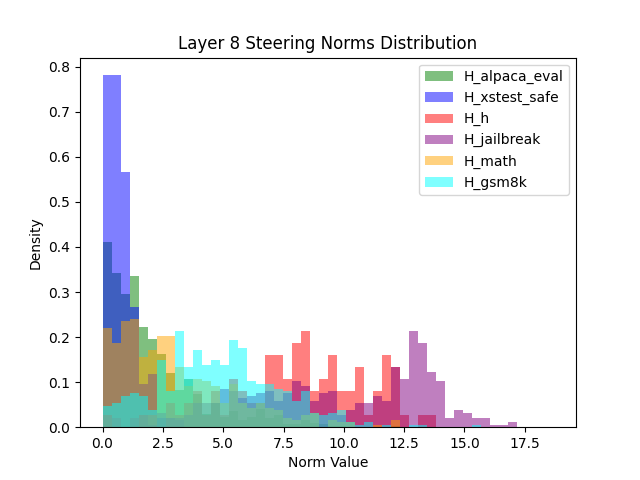 Layer 8 Steering Norms Distribution
H_alpaca_eval
H_xstest_safe
H_h
H_jailbreak
H_math
H_gsm8k
Density
0.8
0.7
0.6
0.5
0.4
0.3
0.2
0.1
0.0
0.0 2.5 5.0 7.5 10.0 12.5 15.0 17.5
Norm Value